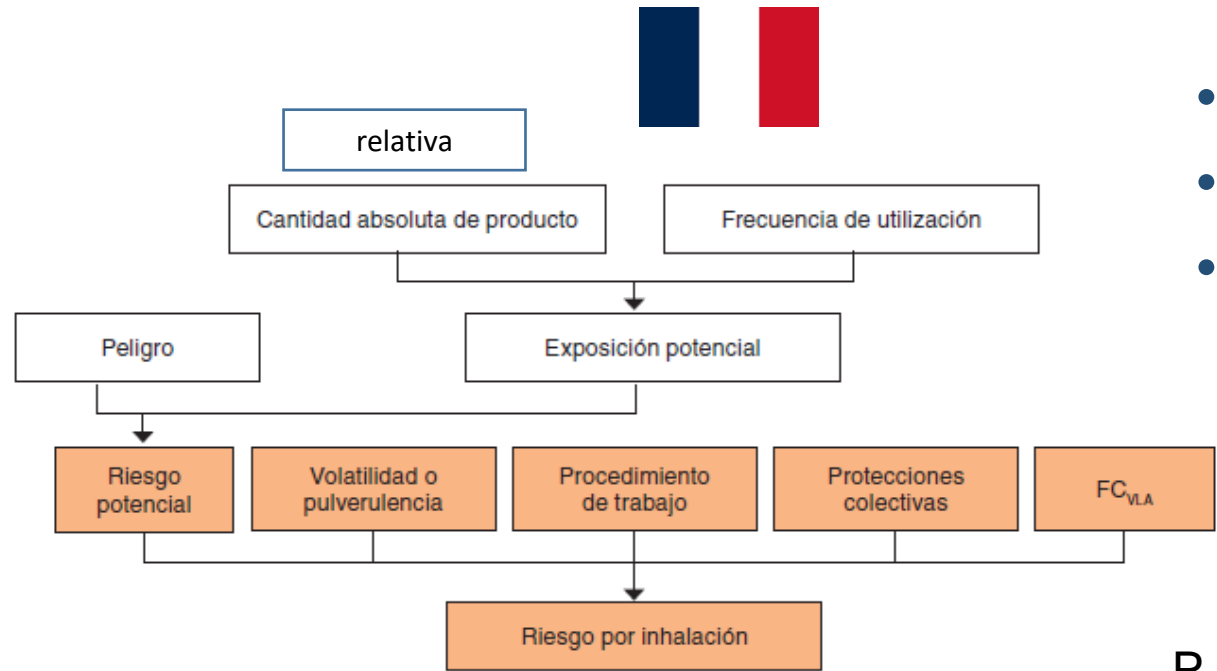 relativa
Cantidad absoluta de producto
Frecuencia de utilización
Peligro
Exposición potencial
Riesgo
potencial
Volatilidad o
pulverulencia
Procedimiento
de trabajo
Protecciones
colectivas
FC_VLA
Riesgo por inhalación